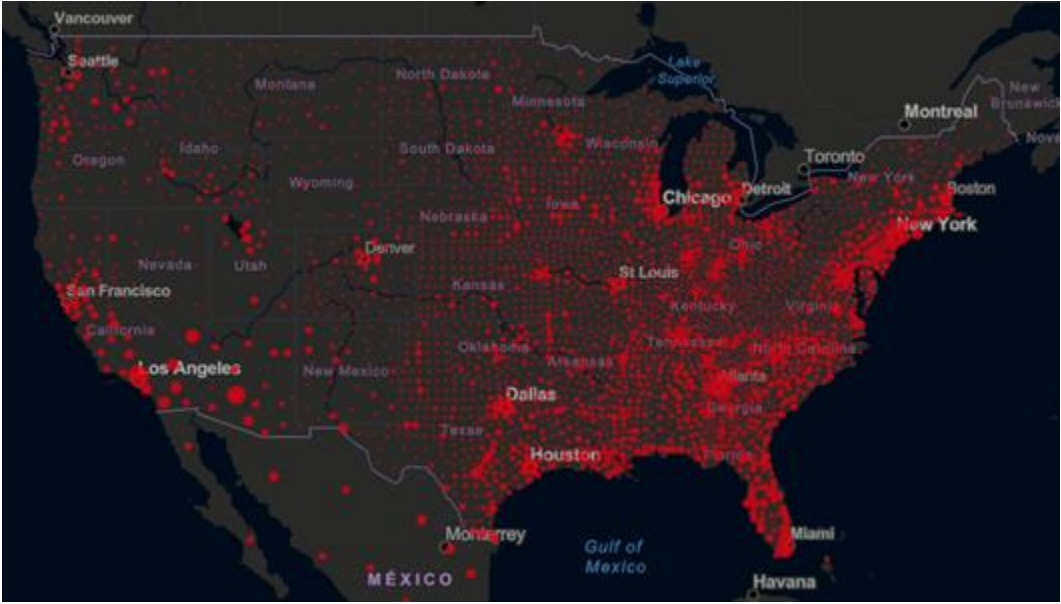 Vancouver
Seattle
Lake
Superior
Montana
North Dakota
Minnesota
New
Brunswick
Montreal
Oregon
Idaho
South Dakota
Wisconsin
Toronto
Nova
Wyoming
New York
Chicago
Detroit
Boston
Nebraska
Iowa
New York
Ohio
Denver
Nevada
Utah
St Louis
Kansas
San Francisco
Kentucky
Virginia
California
Oklahoma
Arkansas
Tennessee
North Carolina
Los Angeles
New Mexico
Atlanta
Dallas
Georgia
Texas
Houston
Florida
Monterrey
Miami
Gulf of
Mexico
MÉXICO
Havana